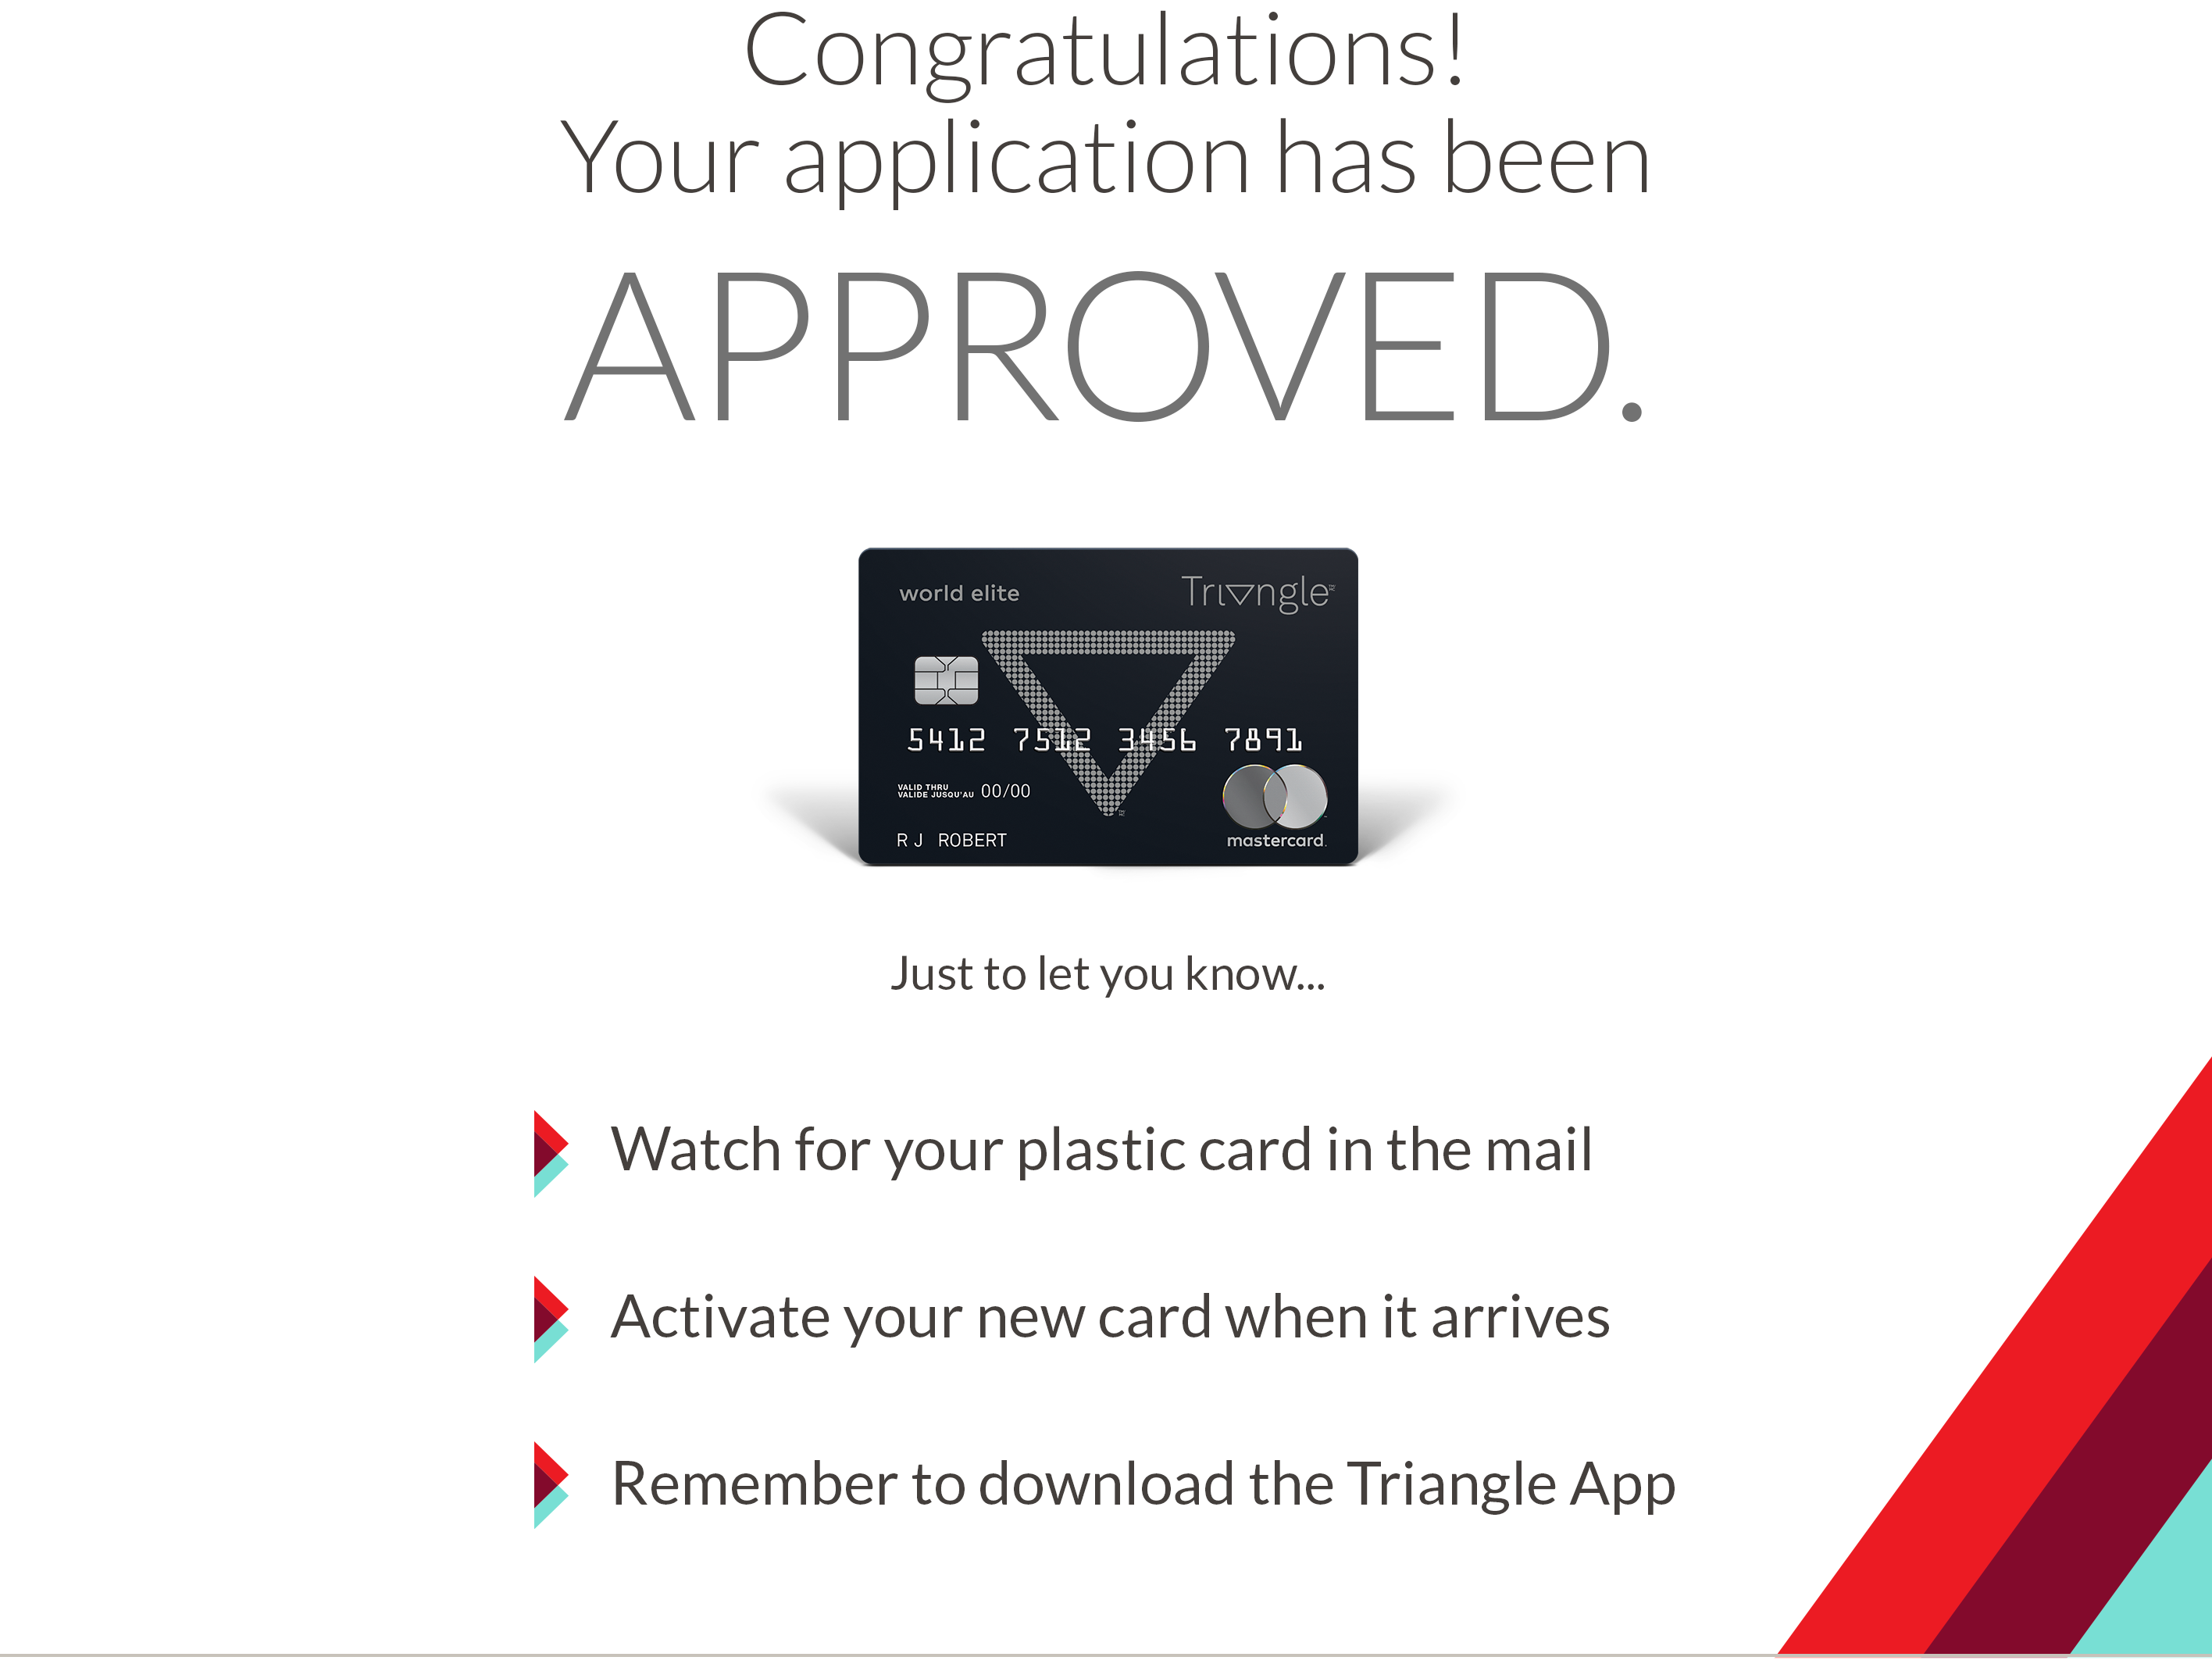 Congratulations!
Your application has been
APPROVED.
world elite
Triangle
5412 7512 3456 7891
VALID THRU
VALIDE JUSQU'AU 00/00
R J ROBERT
mastercard.
Just to let you know...
Watch for your plastic card in the mail
Activate your new card when it arrives
Remember to download the Triangle App